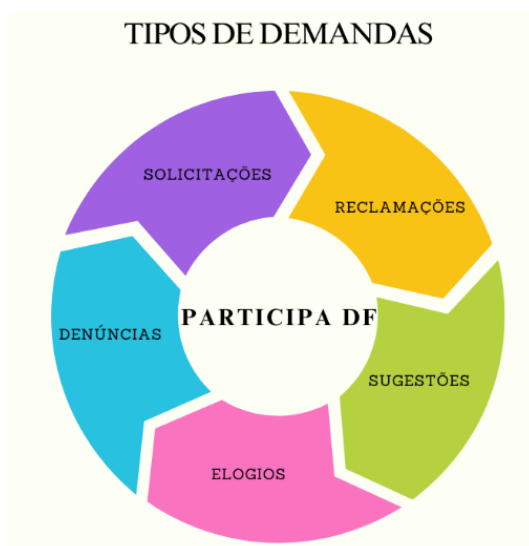 TIPOS DE DEMANDAS
SOLICITAÇÕES
RECLAMAÇÕES
PARTICIPA DF
DENÚNCIAS
SUGESTÕES
ELOGIOS